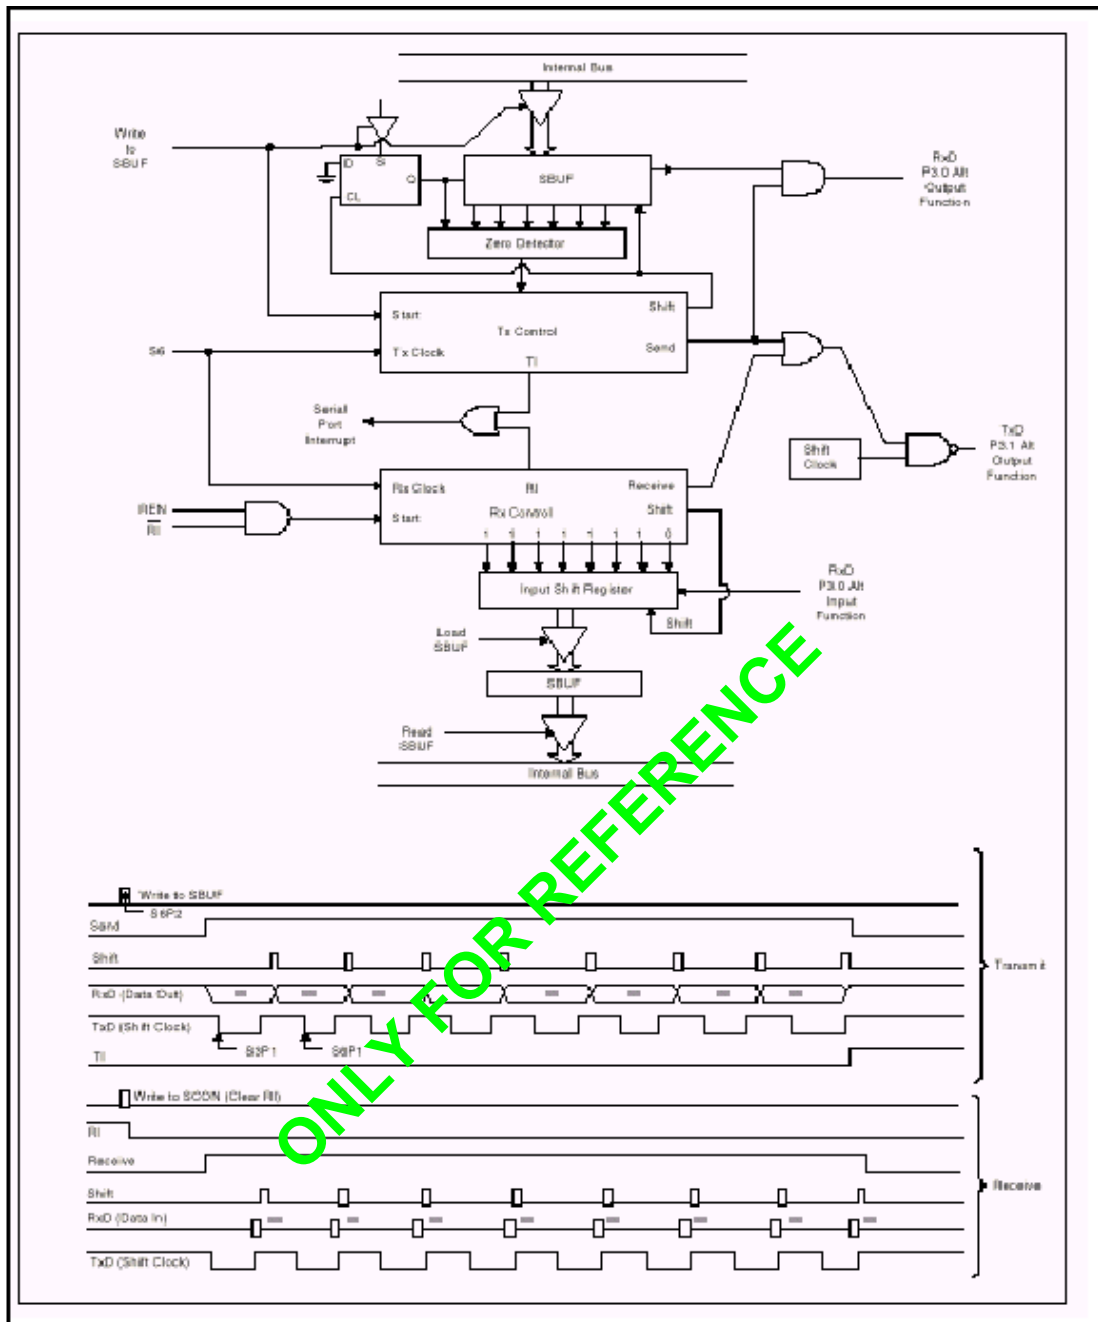 Internal Bus
Write
to
SBUF
D
S
Q
CL
SBUF
RxD
P3.0 Alt
Output
Function
Zero Detector
Start
Shift
Tx Control
Send
S6
Tx Clock
TI
Serial
Port
Interrupt
Shift
Clock
TxD
P3.1 Alt
Output
Function
Rx Clock
RI
Receive
REN
RI
Start
Rx Control
Shift
1 1 1 1 1 1 1 0
Input Shift Register
RxD
P3.0 Alt
Input
Function
Shift
Load
SBUF
SBUF
Read
SBUF
Internal Bus
ONLY FOR REFERENCE
Write to SBUF
S6P2
Send
Shift
Transmit
RxD (Data Out)
TxD (Shift Clock)
S3P1
S6P1
TI
Write to SCON (Clear RI)
RI
Receive
Shift
Receive
RxD (Data In)
TxD (Shift Clock)